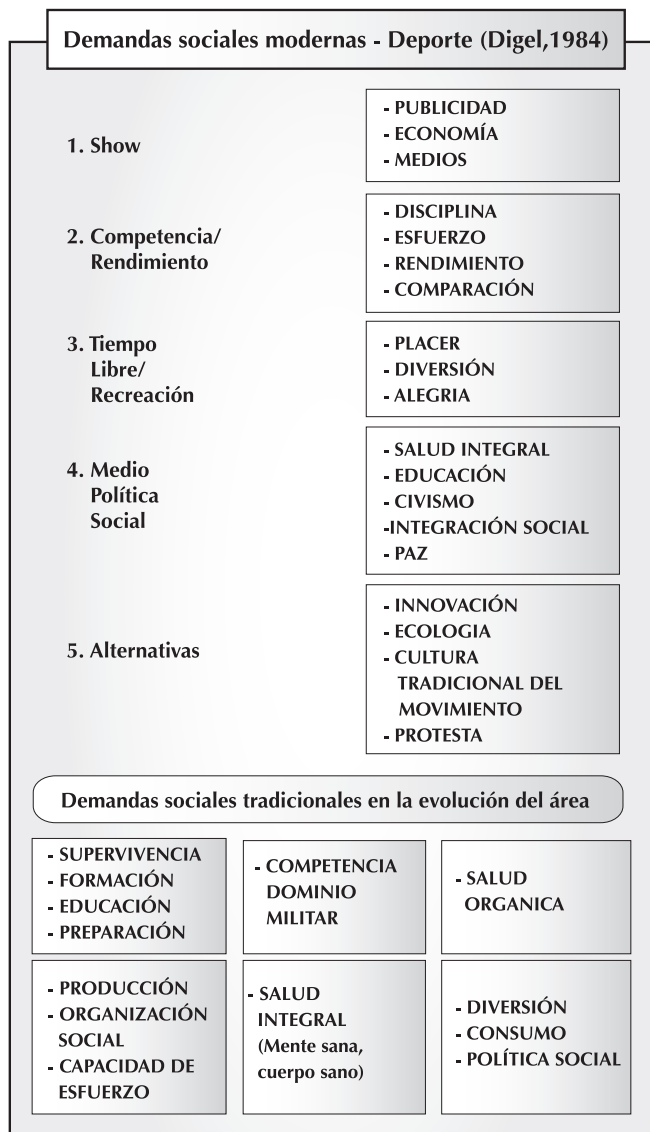 Demandas sociales modernas - Deporte (Digel,1984)
1. Show
- PUBLICIDAD
- ECONOMÍA
- MEDIOS
2. Competencia/
Rendimiento
- DISCIPLINA
- ESFUERZO
- RENDIMIENTO
- COMPARACIÓN
3. Tiempo
Libre/
Recreación
- PLACER
- DIVERSIÓN
- ALEGRIA
4. Medio
Política
Social
- SALUD INTEGRAL
- EDUCACIÓN
- CIVISMO
-INTEGRACIÓN SOCIAL
- PAZ
5. Alternativas
- INNOVACIÓN
- ECOLOGIA
- CULTURA
TRADICIONAL DEL
MOVIMIENTO
- PROTESTA
Demandas sociales tradicionales en la evolución del área
- SUPERVIVENCIA
- FORMACIÓN
- EDUCACIÓN
- PREPARACIÓN
- COMPETENCIA
DOMINIO
MILITAR
- SALUD
ORGANICA
- PRODUCCIÓN
- ORGANIZACIÓN
SOCIAL
- CAPACIDAD DE
ESFUERZO
- SALUD
INTEGRAL
(Mente sana,
cuerpo sano)
- DIVERSIÓN
- CONSUMO
- POLÍTICA SOCIAL